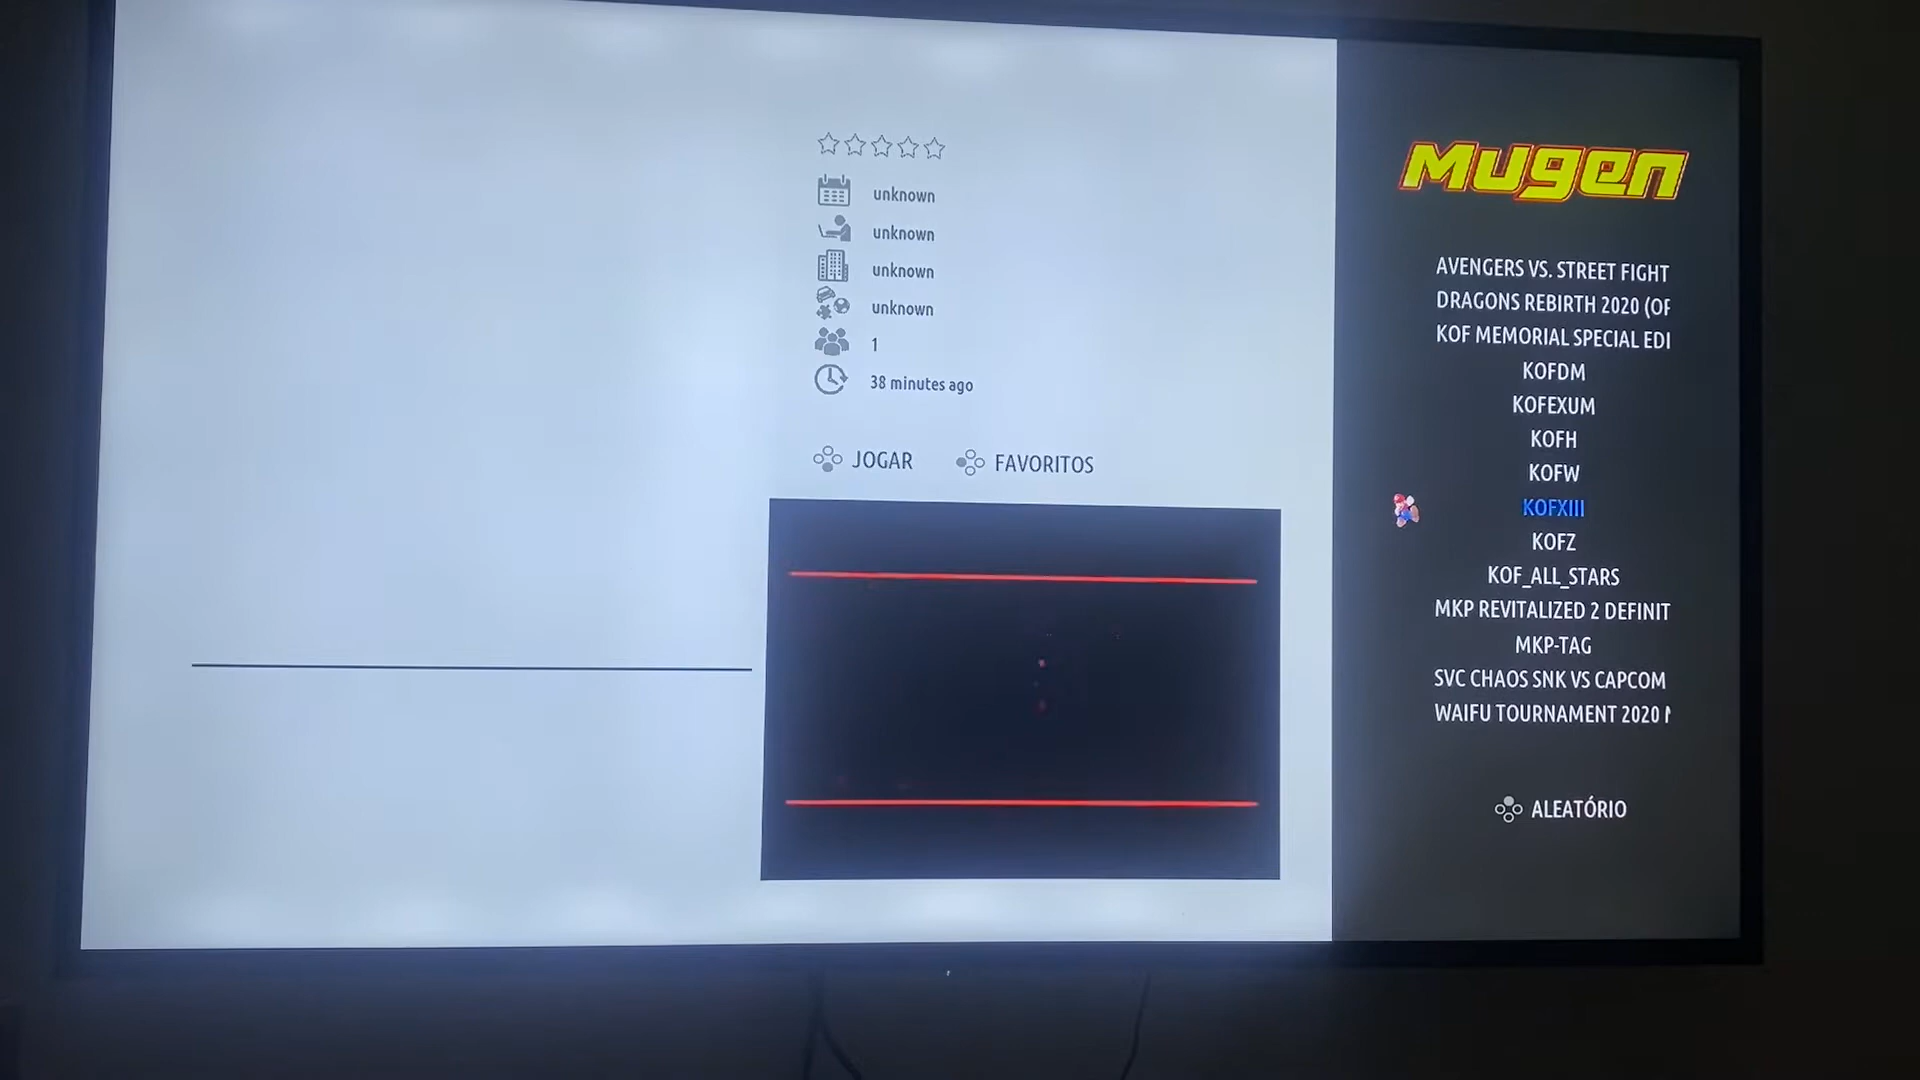 unknown
unknown
unknown
unknown
1
38 minutes ago
JOGAR
FAVORITOS
Mugen
AVENGERS VS. STREET FIGHT
DRAGONS REBIRTH 2020 (OF
KOF MEMORIAL SPECIAL EDI
KOFDM
KOFEXUM
KOFH
KOFW
KOFXIII
KOFZ
KOF_ALL_STARS
MKP REVITALIZED 2 DEFINIT
MKP-TAG
SVC CHAOS SNK VS CAPCOM
WAIFU TOURNAMENT 2020
ALEATÓRIO